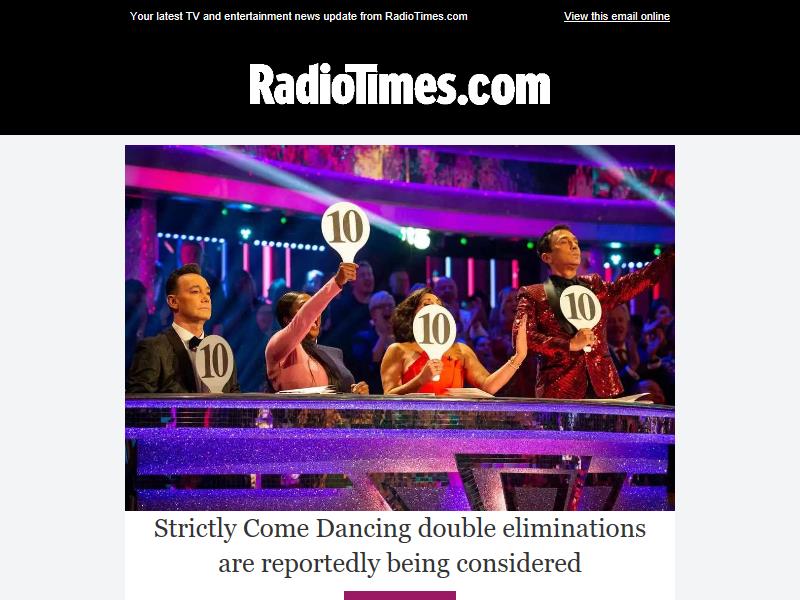 Your latest TV and entertainment news update from RadioTimes.com
View this email online
RadioTimes.com
10
10
10
10
Strictly Come Dancing double eliminations
are reportedly being considered